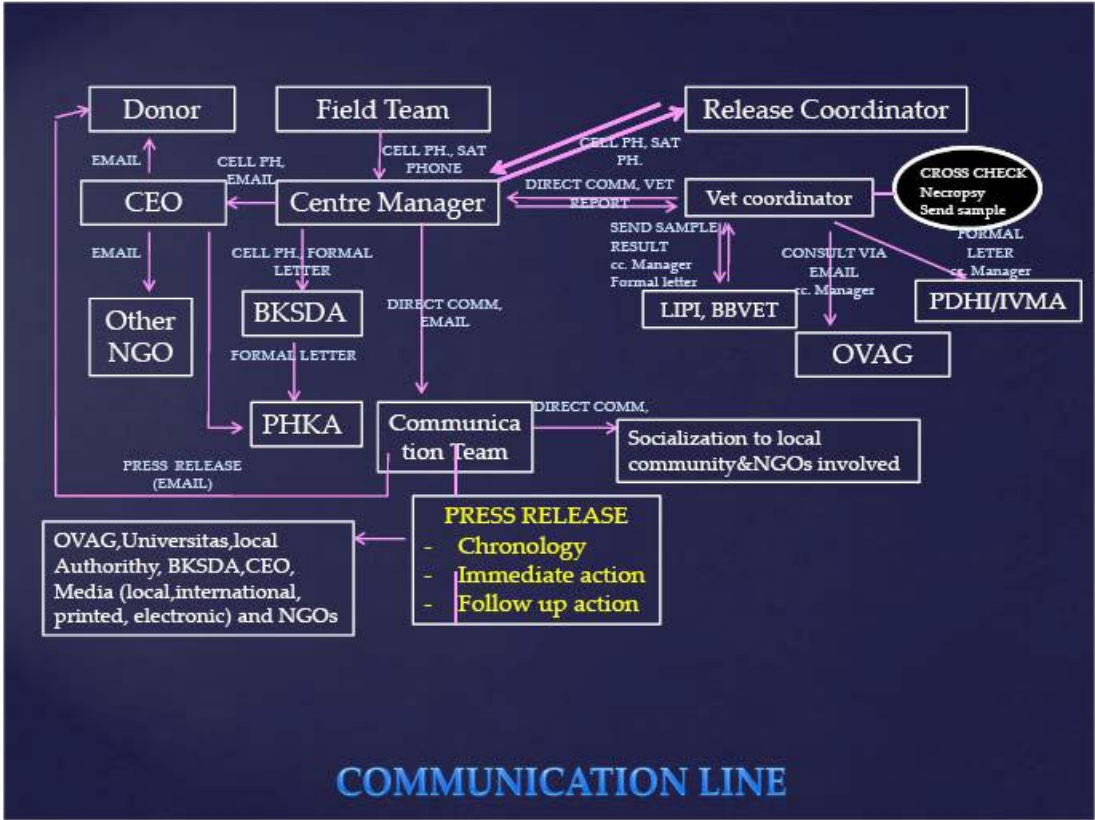 Donor
Field Team
Release Coordinator
EMAIL
CELL PH,
EMAIL
CELL PH., SAT
PHONE
CELL PH, SAT
PH.
CROSS CHECK
Necropsy
Send sample
CEO
Centre Manager
DIRECT COMM, VET
REPORT
Vet coordinator
EMAIL
CELL PH., FORMAL
LETTER
SEND SAMPLE
RESULT
cc. Manager
Formal letter
CONSULT VIA
EMAIL
cc. Manager
FORMAL
LETER
cc. Manager
Other
NGO
BKSDA
DIRECT COMM,
EMAIL
LIPI, BBVET
PDHI/IVMA
OVAG
FORMAL LETTER
PHKA
Communica
tion Team
DIRECT COMM,
Socialization to local
community&NGOs involved
PRESS RELEASE
(EMAIL)
PRESS RELEASE
- Chronology
- Immediate action
- Follow up action
OVAG,Universitas,local
Authorithy, BKSDA,CEO,
Media (local,international,
printed, electronic) and NGOs
COMMUNICATION LINE